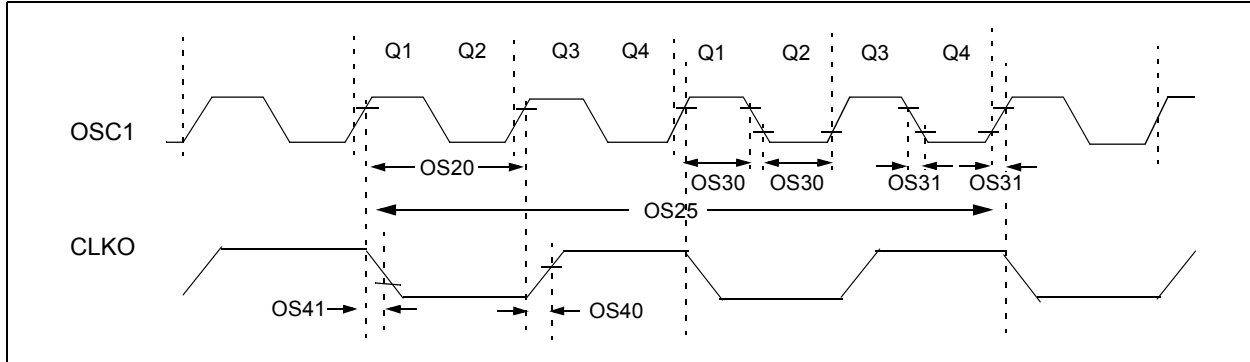 Q1 Q2 Q3 Q4 Q1 Q2 Q3 Q4
OSC1
OS20 OS30 OS30 OS31 OS31
OS25
CLKO
OS41 OS40